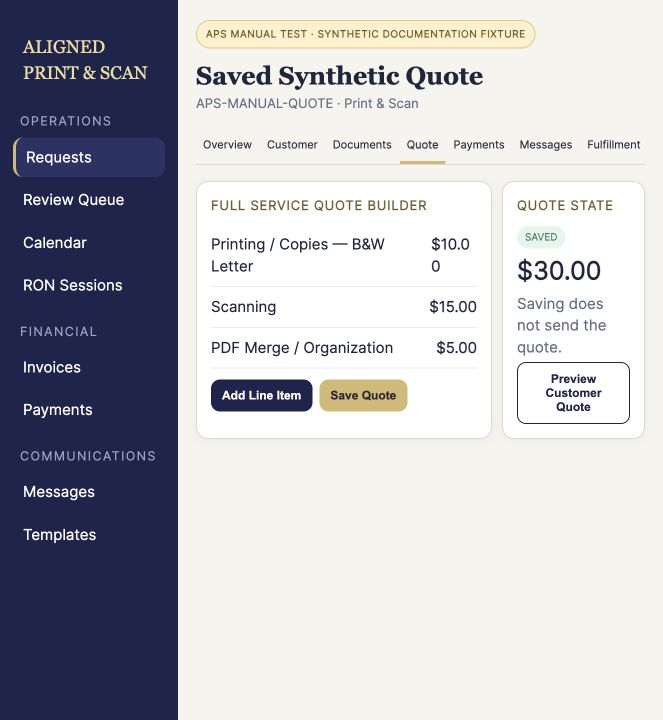 ALIGNED
PRINT & SCAN
OPERATIONS
Requests
Review Queue
Calendar
RON Sessions
FINANCIAL
Invoices
Payments
COMMUNICATIONS
Messages
Templates
APS MANUAL TEST · SYNTHETIC DOCUMENTATION FIXTURE
Saved Synthetic Quote
APS-MANUAL-QUOTE · Print & Scan
Overview Customer Documents Quote Payments Messages Fulfillment
FULL SERVICE QUOTE BUILDER
Printing / Copies — B&W $10.0
Letter 0
Scanning $15.00
PDF Merge / Organization $5.00
Add Line Item Save Quote
QUOTE STATE
SAVED
$30.00
Saving does
not send the
quote.
Preview
Customer
Quote